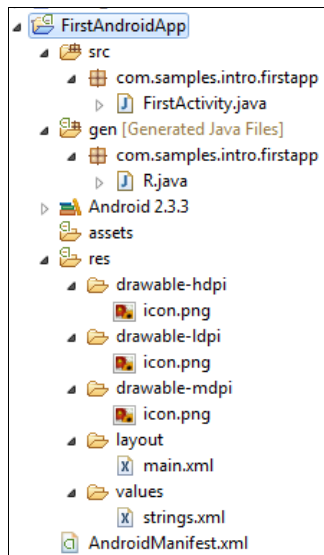 FirstAndroidApp
src
com.samples.intro.firstapp
FirstActivity.java
gen [Generated Java Files]
com.samples.intro.firstapp
R.java
Android 2.3.3
assets
res
drawable-hdpi
icon.png
drawable-ldpi
icon.png
drawable-mdpi
icon.png
layout
main.xml
values
strings.xml
AndroidManifest.xml